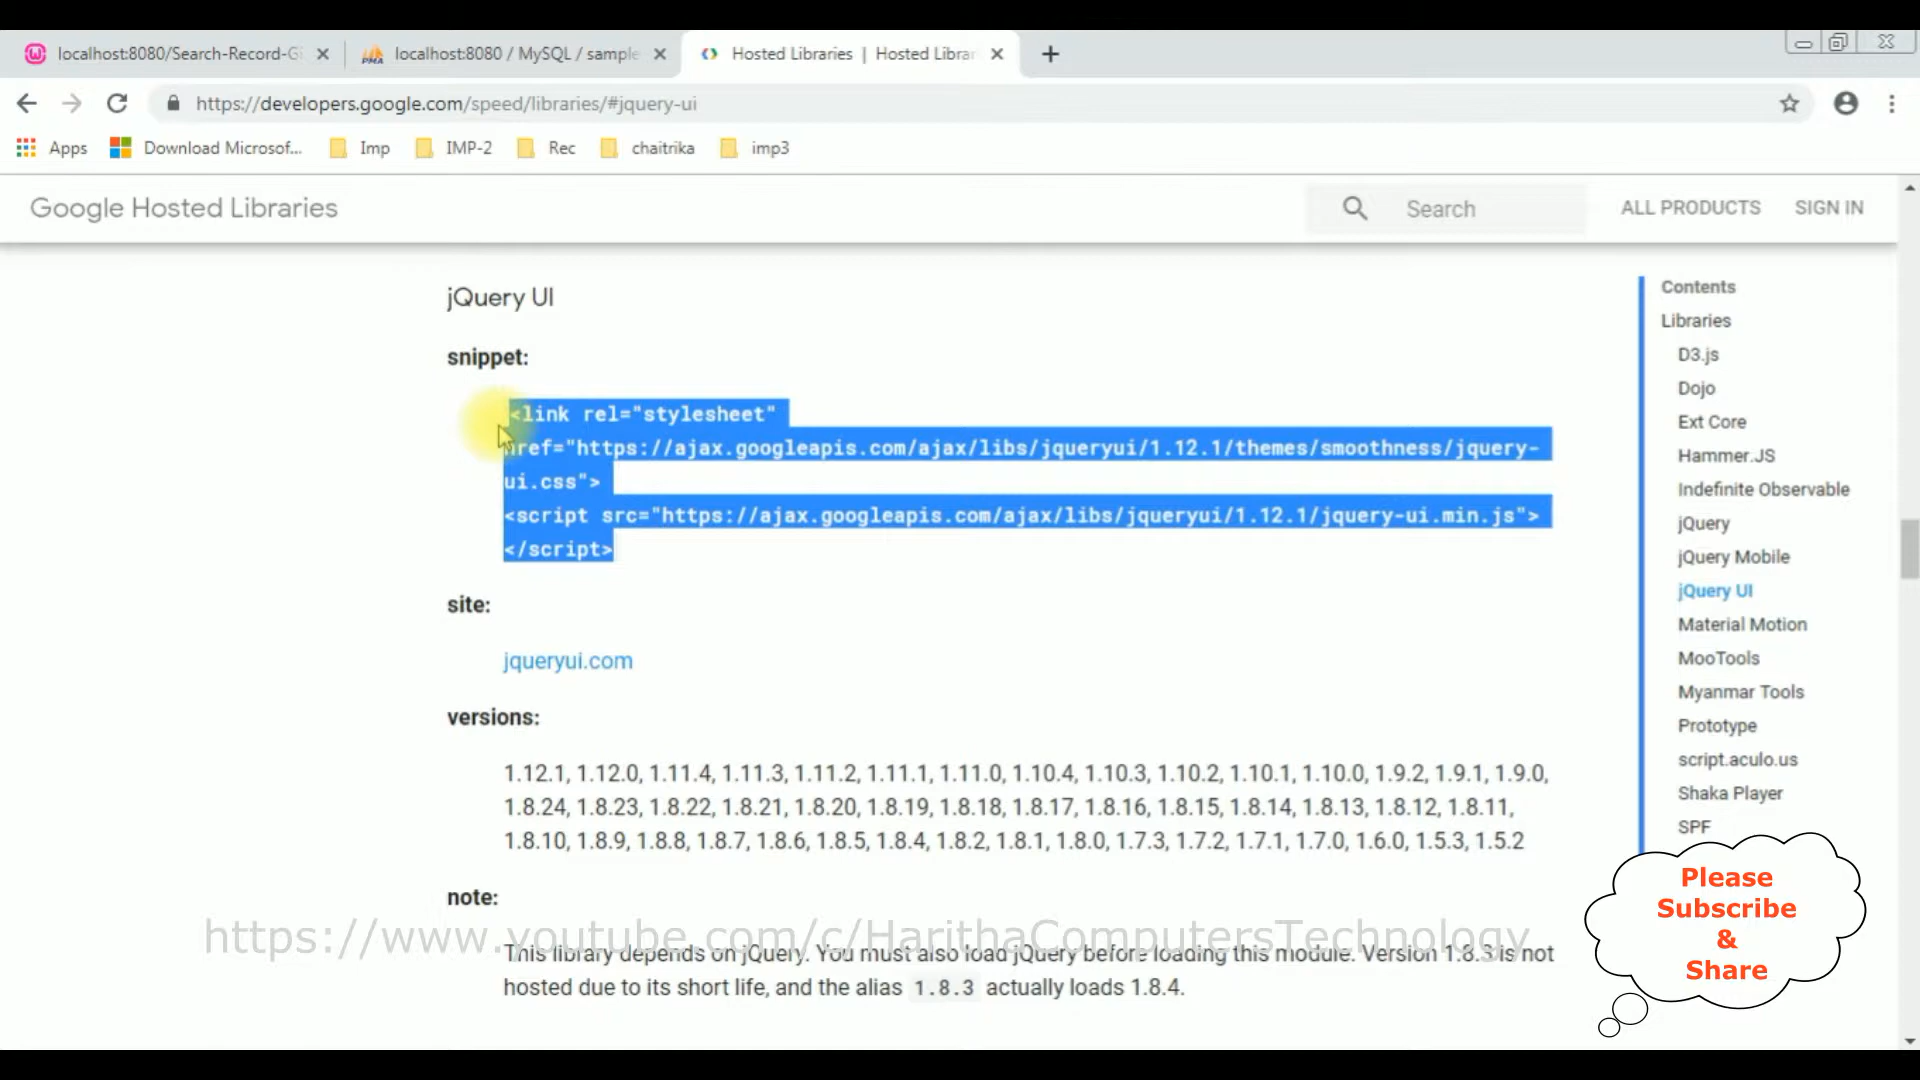 localhost:8080/Search-Record-Gi
localhost:8080 / MySQL / sample
Hosted Libraries | Hosted Librar
https://developers.google.com/speed/libraries/#jquery-ui
Apps
Download Microsof...
Imp
IMP-2
Rec
chaitrika
imp3
Google Hosted Libraries
Search
ALL PRODUCTS
SIGN IN
jQuery UI
snippet:
<link rel="stylesheet"
href="https://ajax.googleapis.com/ajax/libs/jqueryui/1.12.1/themes/smoothness/jquery-
ui.css">
<script src="https://ajax.googleapis.com/ajax/libs/jqueryui/1.12.1/jquery-ui.min.js">
</script>
site:
jqueryui.com
versions:
1.12.1, 1.12.0, 1.11.4, 1.11.3, 1.11.2, 1.11.1, 1.11.0, 1.10.4, 1.10.3, 1.10.2, 1.10.1, 1.10.0, 1.9.2, 1.9.1, 1.9.0,
1.8.24, 1.8.23, 1.8.22, 1.8.21, 1.8.20, 1.8.19, 1.8.18, 1.8.17, 1.8.16, 1.8.15, 1.8.14, 1.8.13, 1.8.12, 1.8.11,
1.8.10, 1.8.9, 1.8.8, 1.8.7, 1.8.6, 1.8.5, 1.8.4, 1.8.2, 1.8.1, 1.8.0, 1.7.3, 1.7.2, 1.7.1, 1.7.0, 1.6.0, 1.5.3, 1.5.2
note:
https://www.youtube.com/c/HarithaComputersTechnology
This library depends on jQuery. You must also load jQuery before loading this module. Version 1.8.3 is not
hosted due to its short life, and the alias 1.8.3 actually loads 1.8.4.
Contents
Libraries
D3.js
Dojo
Ext Core
Hammer.JS
Indefinite Observable
jQuery
jQuery Mobile
jQuery UI
Material Motion
MooTools
Myanmar Tools
Prototype
script.aculo.us
Shaka Player
SPF
Please
Subscribe
&
Share